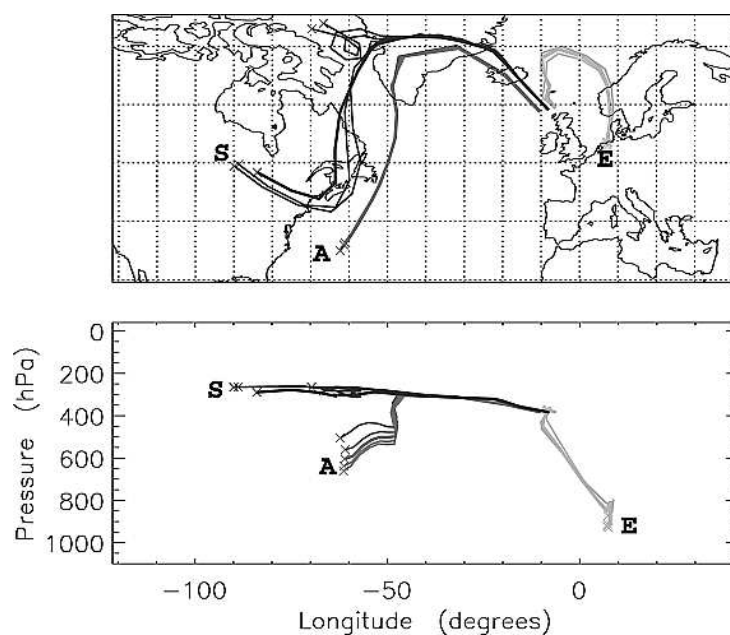 S
A
E
Pressure (hPa)
0
200
400
600
800
1000
S
A
E
−100
−50
0
Longitude (degrees)